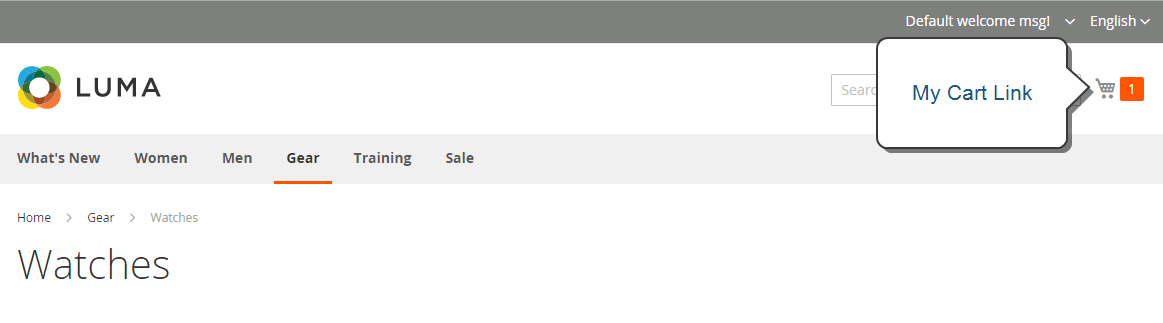 Default welcome msg! English
LUMA
Searc
My Cart Link
1
What's New Women Men Gear Training Sale
Home Gear Watches
Watches